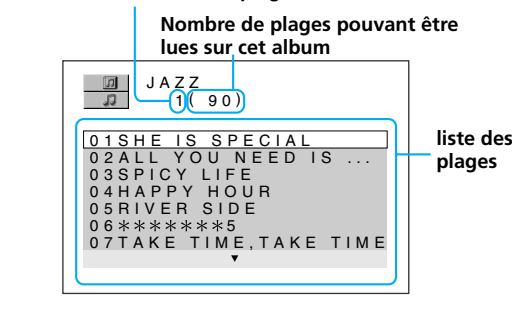 Nombre de plages pouvant être
lues sur cet album
JAZZ
1( 90)
01SHE IS SPECIAL
02ALL YOU NEED IS ...
03SPICY LIFE
04HAPPY HOUR
05RIVER SIDE
06*******5
07TAKE TIME,TAKE TIME
liste des
plages